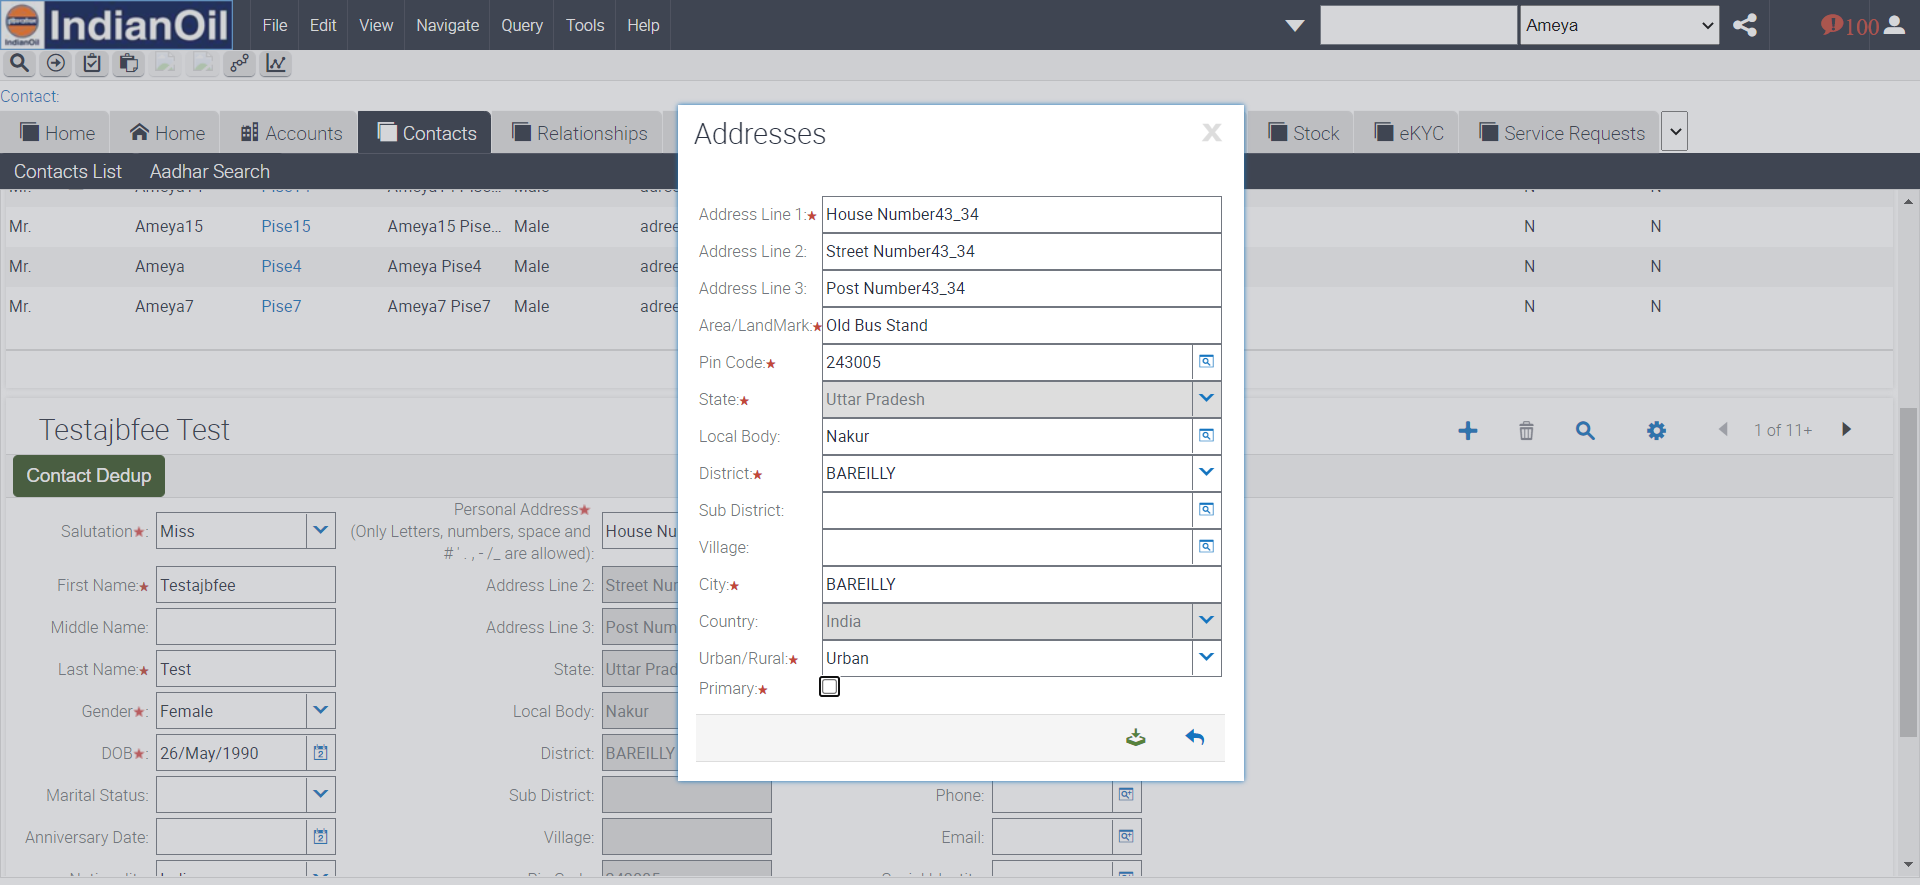 IndianOil
IndianOil
File Edit View Navigate Query Tools Help
Ameya
100
Contact:
Home Home Accounts Contacts Relationships Stock eKYC Service Requests
Contacts List Aadhar Search
Mr. Ameya15 Pise15 Ameya15 Pise... Male adree N N
Mr. Ameya Pise4 Ameya Pise4 Male adree N N
Mr. Ameya7 Pise7 Ameya7 Pise7 Male adree N N
Testajbfee Test
1 of 11+
Contact Dedup
Salutation★: Miss
First Name:★ Testajbfee
Middle Name:
Last Name:★ Test
Gender★: Female
DOB★: 26/May/1990
Marital Status:
Anniversary Date:
Personal Address★
(Only Letters, numbers, space and
# ' . , - /_ are allowed): House Nu
Address Line 2: Street Nur
Address Line 3: Post Num
State: Uttar Prad
Local Body: Nakur
District: BAREILLY
Sub District:
Village:
Phone:
Email:
Addresses
X
Address Line 1:★ House Number43_34
Address Line 2: Street Number43_34
Address Line 3: Post Number43_34
Area/LandMark:★ Old Bus Stand
Pin Code:★ 243005
State:★ Uttar Pradesh
Local Body: Nakur
District:★ BAREILLY
Sub District:
Village:
City:★ BAREILLY
Country: India
Urban/Rural:★ Urban
Primary:★